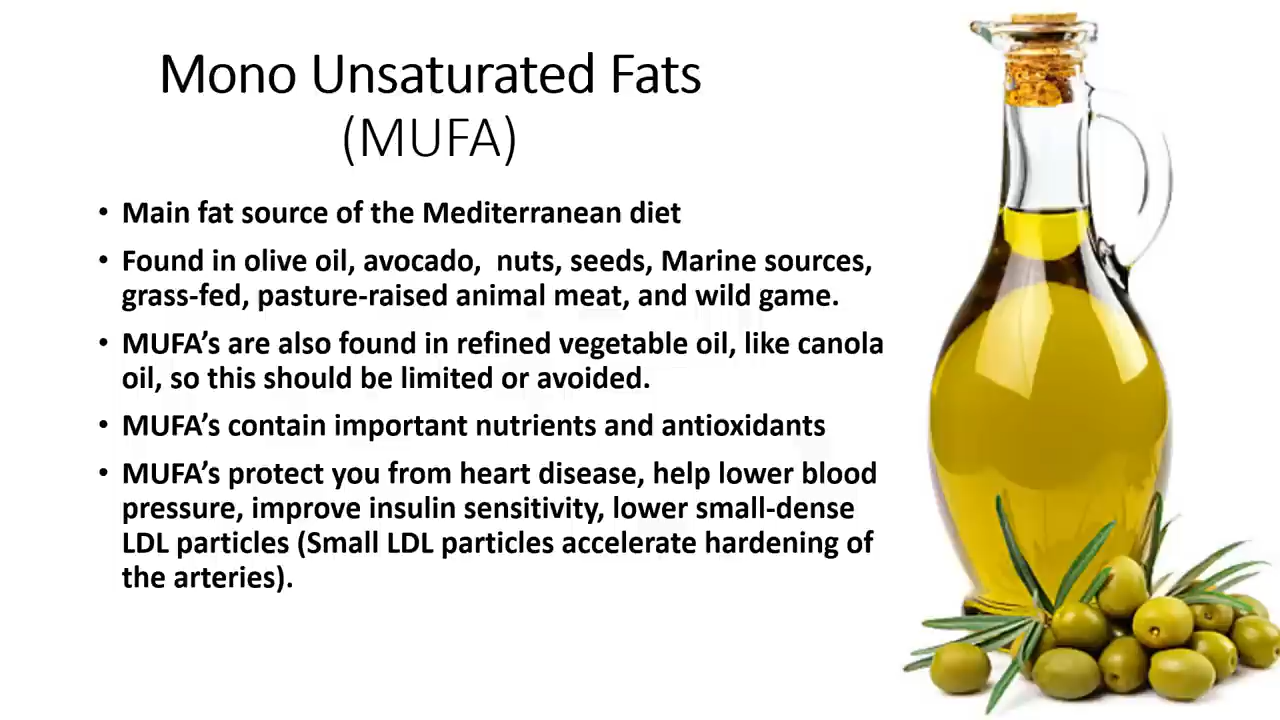 Mono Unsaturated Fats
(MUFA)
• Main fat source of the Mediterranean diet
• Found in olive oil, avocado,  nuts, seeds, Marine sources,
grass-fed, pasture-raised animal meat, and wild game.
• MUFA’s are also found in refined vegetable oil, like canola
oil, so this should be limited or avoided.
• MUFA’s contain important nutrients and antioxidants
• MUFA’s protect you from heart disease, help lower blood
pressure, improve insulin sensitivity, lower small-dense
LDL particles (Small LDL particles accelerate hardening of
the arteries).